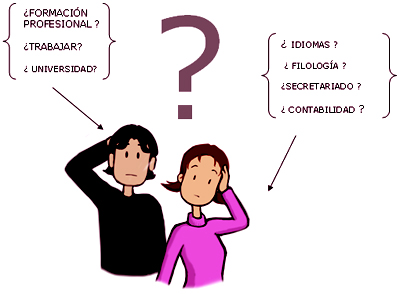 ¿FORMACIÓN
PROFESIONAL ?
¿TRABAJAR?
¿ UNIVERSIDAD?
?
¿ IDIOMAS ?
¿ FILOLOGÍA ?
¿SECRETARIADO ?
¿ CONTABILIDAD ?